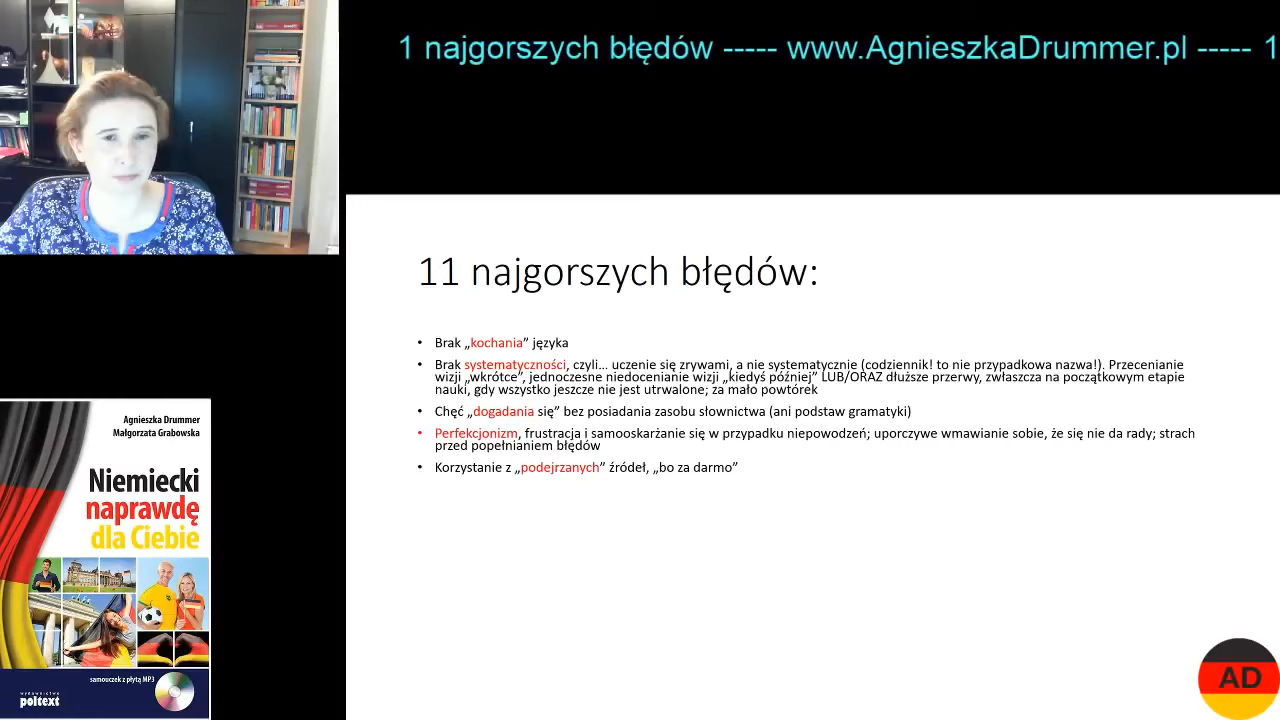 1 najgorszych błędów ----- www.AgnieszkaDrummer.pl ----- 1
11 najgorszych błędów:
• Brak „kochania” języka
• Brak systematyczności, czyli... uczenie się zrywami, a nie systematycznie (codziennik! to nie przypadkowa nazwa!). Przecenianie
wizji „wkrótce”, jednoczesne niedocenianie wizji „kiedyś później” LUB/ORAZ dłuższe przerwy, zwłaszcza na początkowym etapie
nauki, gdy wszystko jeszcze nie jest utrwalone; za mało powtórek
• Chęć „dogadania się” bez posiadania zasobu słownictwa (ani podstaw gramatyki)
• Perfekcjonizm, frustracja i samooskarżanie się w przypadku niepowodzeń; uporczywe wmawianie sobie, że się nie da rady; strach
przed popełnianiem błędów
• Korzystanie z „podejrzanych” źródeł, „bo za darmo”
Agnieszka Drummer
Małgorzata Grabowska
Niemiecki
naprawdę
dla Ciebie
samouczek z płytą MP3
wydawnictwo
poltext
AD